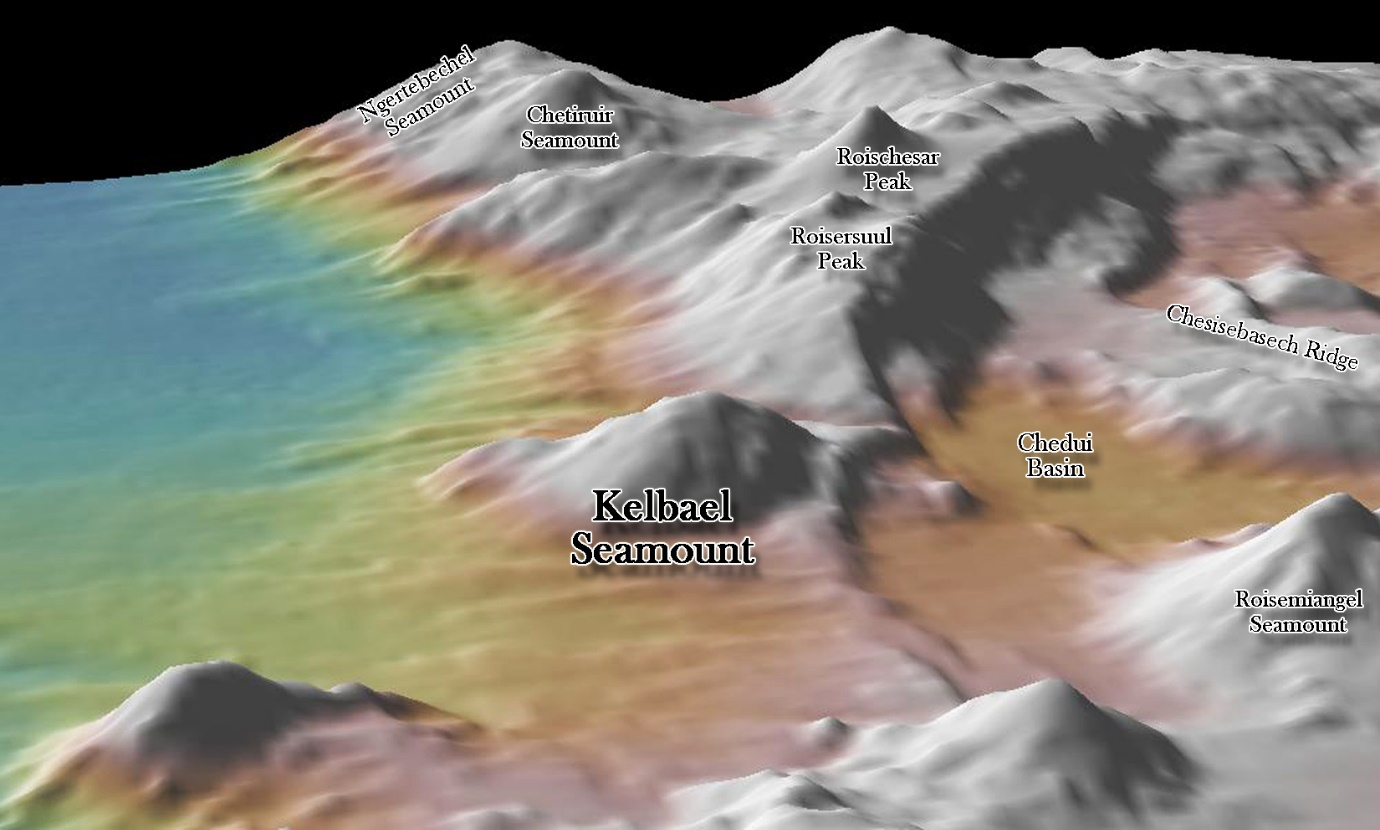 Ngertebechel
Seamount
Chetiruir
Seamount
Roischesar
Peak
Roisersuul
Peak
Chesisebasech Ridge
Chedui
Basin
Kelbael
Seamount
Roisemiangel
Seamount